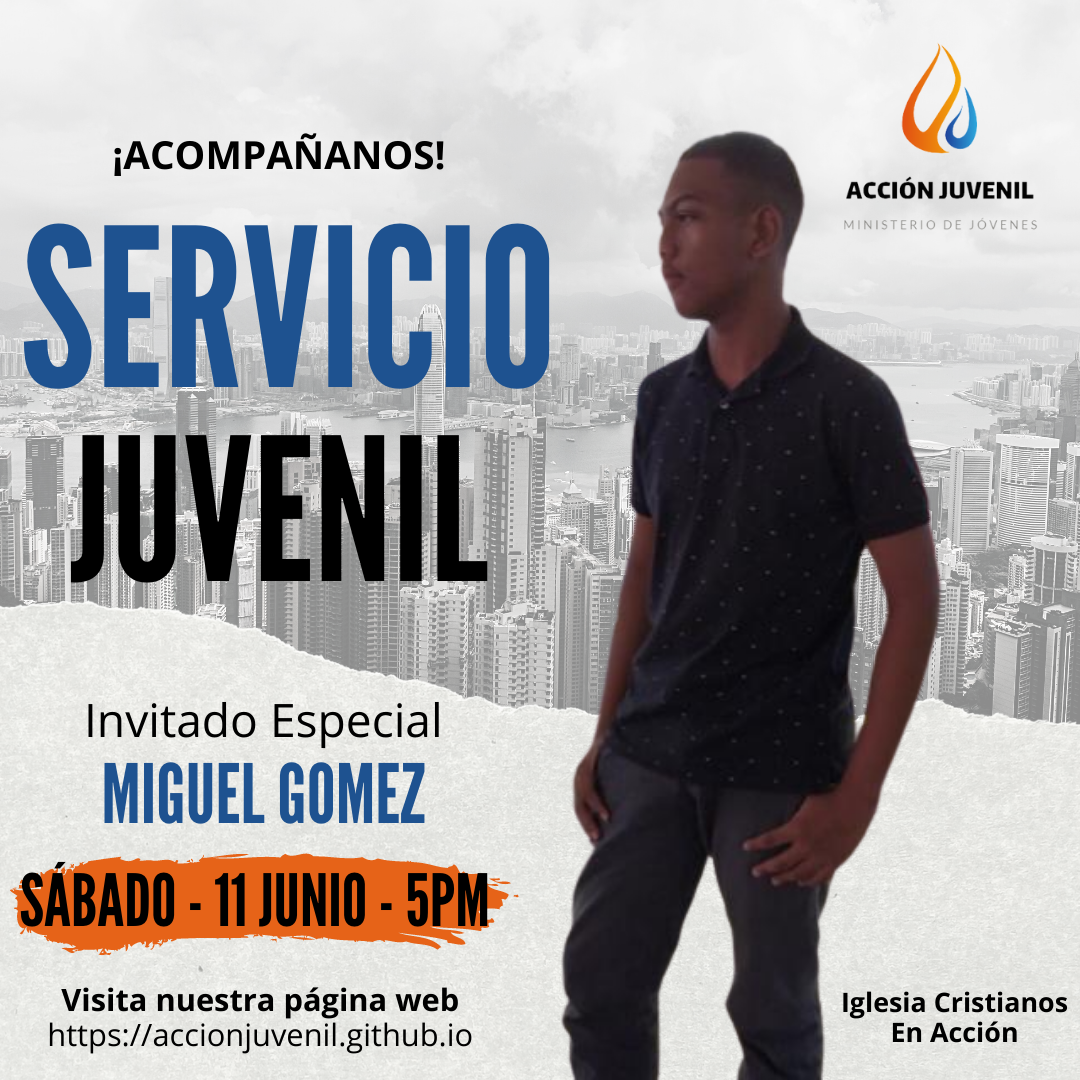 ¡ACOMPAÑANOS!
SERVICIO
JUVENIL
ACCIÓN JUVENIL
MINISTERIO DE JÓVENES
Invitado Especial
MIGUEL GOMEZ
SÁBADO - 11 JUNIO - 5PM
Visita nuestra página web
https://accionjuvenil.github.io
Iglesia Cristianos
En Acción